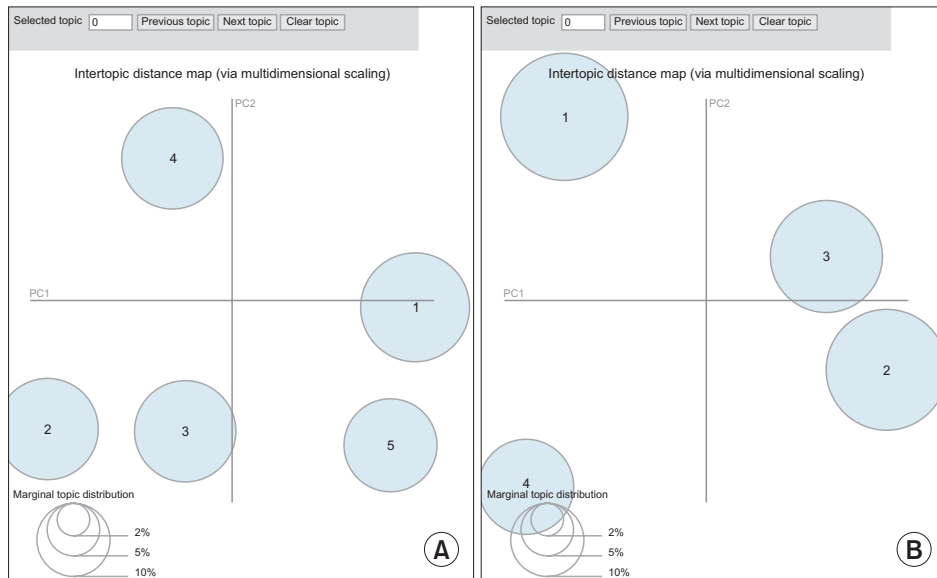 Selected topic 0 Previous topic Next topic Clear topic
Intertopic distance map (via multidimensional scaling)
PC2
4
PC1
1
2
3
5
Marginal topic distribution
2%
5%
10%
A
Selected topic 0 Previous topic Next topic Clear topic
Intertopic distance map (via multidimensional scaling)
PC2
1
3
PC1
2
4
Marginal topic distribution
2%
5%
10%
B